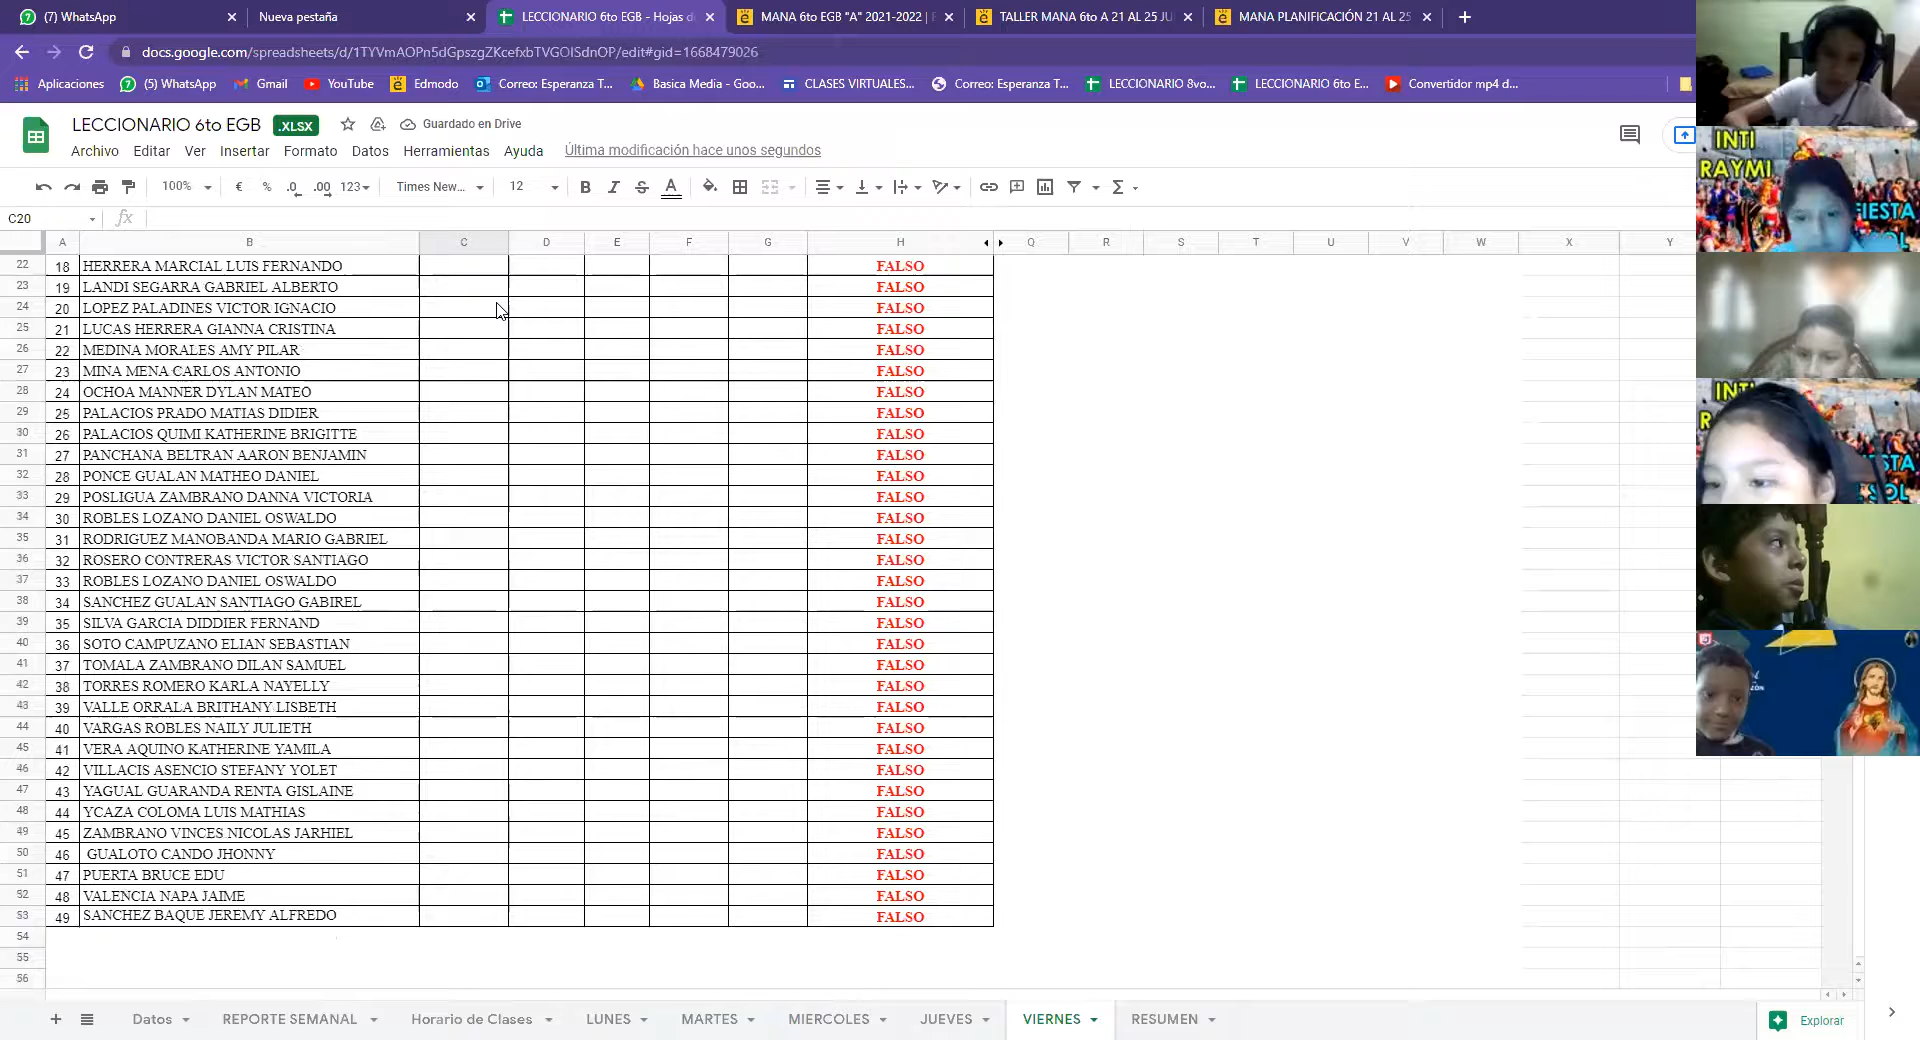 (5) WhatsApp
Nueva pestaña
LECCIONARIO 6to EGB - Hojas d
MANA 6to EGB "A" 2021-2022 |
TALLER MANA 6to A 21 AL 25 JU
MANA PLANIFICACIÓN 21 AL 25
docs.google.com/spreadsheets/d/1TYVmAOPn5dGpszgZKcefxbTVGOISdnOP/edit#gid=1668479026
Aplicaciones
(5) WhatsApp
Gmail
YouTube
Edmodo
Correo: Esperanza T...
Basica Media - Goo...
CLASES VIRTUALES...
Correo: Esperanza T...
LECCIONARIO 8vo...
LECCIONARIO 6to E...
Convertidor mp4 d...
LECCIONARIO 6to EGB .XLSX
Guardado en Drive
Archivo Editar Ver Insertar Formato Datos Herramientas Ayuda Última modificación hace unos segundos
100% € % .0 .00 123 Times New... 12 B I S A
C20 fx
A B C D E F G H Q R S T U V W X Y
22 18 HERRERA MARCIAL LUIS FERNANDO FALSO
23 19 LANDI SEGARRA GABRIEL ALBERTO FALSO
24 20 LOPEZ PALADINES VICTOR IGNACIO FALSO
25 21 LUCAS HERRERA GIANNA CRISTINA FALSO
26 22 MEDINA MORALES AMY PILAR FALSO
27 23 MINA MENA CARLOS ANTONIO FALSO
28 24 OCHOA MANNER DYLAN MATEO FALSO
29 25 PALACIOS PRADO MATIAS DIDIER FALSO
30 26 PALACIOS QUIMI KATHERINE BRIGITTE FALSO
31 27 PANCHANA BELTRAN AARON BENJAMIN FALSO
32 28 PONCE GUALAN MATHEO DANIEL FALSO
33 29 POSLIGUA ZAMBRANO DANNA VICTORIA FALSO
34 30 ROBLES LOZANO DANIEL OSWALDO FALSO
35 31 RODRIGUEZ MANOBANDA MARIO GABRIEL FALSO
36 32 ROSERO CONTRERAS VICTOR SANTIAGO FALSO
37 33 ROBLES LOZANO DANIEL OSWALDO FALSO
38 34 SANCHEZ GUALAN SANTIAGO GABIREL FALSO
39 35 SILVA GARCIA DIDDIER FERNAND FALSO
40 36 SOTO CAMPUZANO ELIAN SEBASTIAN FALSO
41 37 TOMALA ZAMBRANO DILAN SAMUEL FALSO
42 38 TORRES ROMERO KARLA NAYELLY FALSO
43 39 VALLE ORRALA BRITHANY LISBETH FALSO
44 40 VARGAS ROBLES NAILY JULIETH FALSO
45 41 VERA AQUINO KATHERINE YAMILA FALSO
46 42 VILLACIS ASENCIO STEFANY YOLET FALSO
47 43 YAGUAL GUARANDA RENTA GISLAINE FALSO
48 44 YCAZA COLOMA LUIS MATHIAS FALSO
49 45 ZAMBRANO VINCES NICOLAS JARHIEL FALSO
50 46 GUALOTO CANDO JHONNY FALSO
51 47 PUERTA BRUCE EDU FALSO
52 48 VALENCIA NAPA JAIME FALSO
53 49 SANCHEZ BAQUE JEREMY ALFREDO FALSO
54
55
56
Datos REPORTE SEMANAL Horario de Clases LUNES MARTES MIERCOLES JUEVES VIERNES RESUMEN Explorar
INTI
RAYMI
FIESTA
SOL